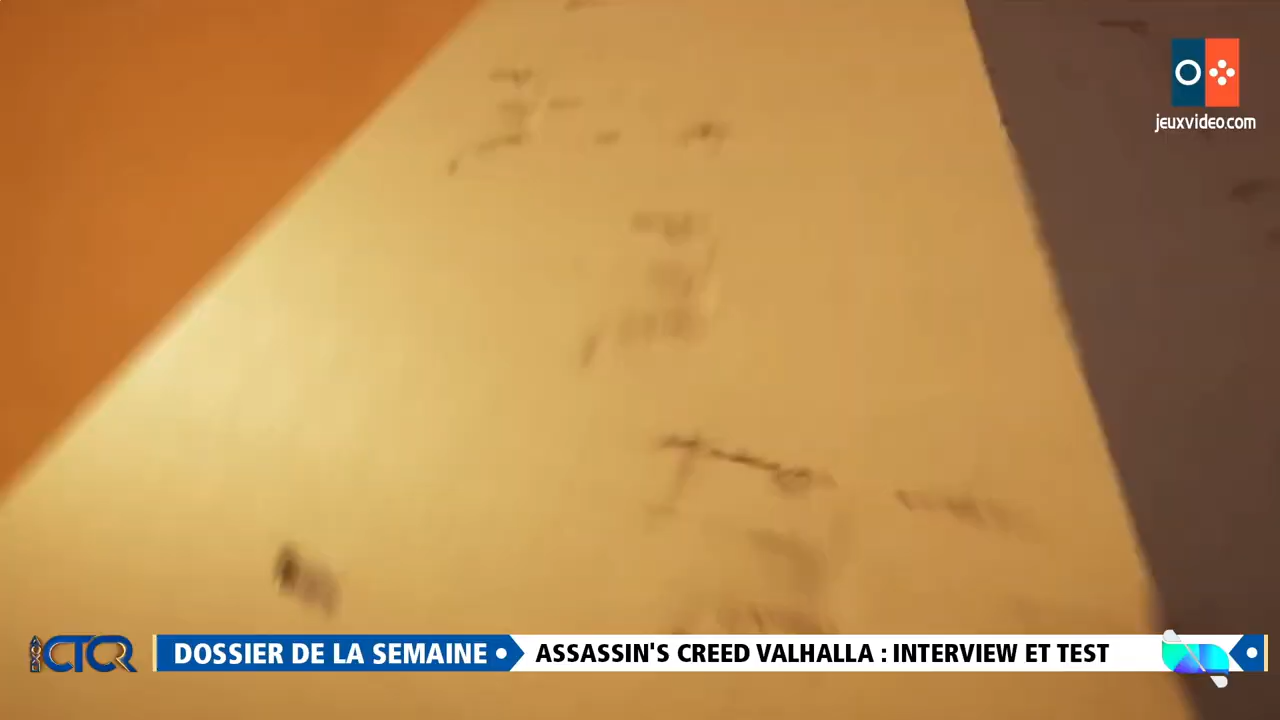 jeuxvideo.com
CTCR
DOSSIER DE LA SEMAINE • ASSASSIN'S CREED VALHALLA : INTERVIEW ET TEST